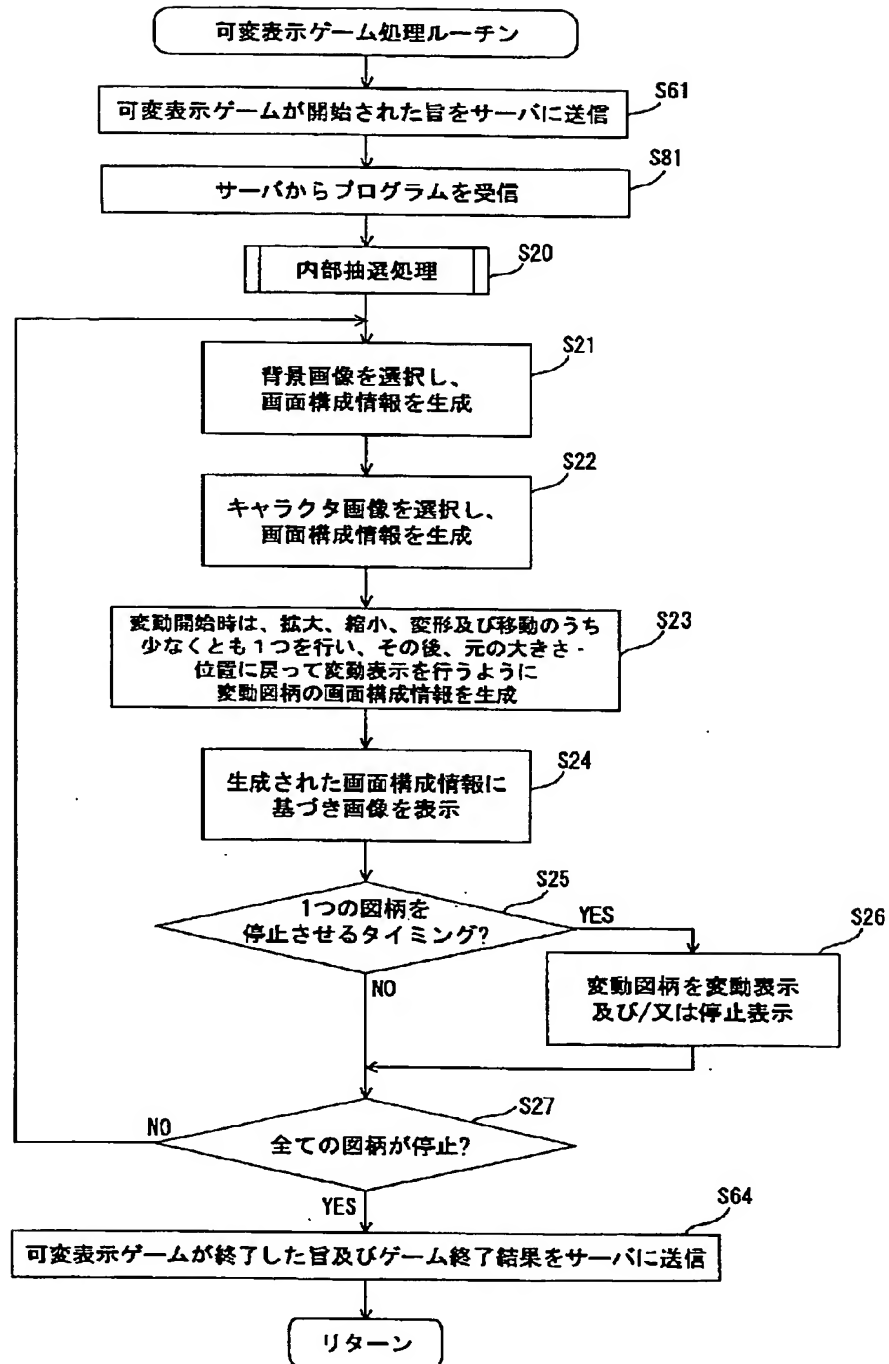 可変表示ゲーム処理ルーチン
S61
可変表示ゲームが開始された旨をサーバに送信
S81
サーバからプログラムを受信
S20
内部抽選処理
S21
背景画像を選択し、
画面構成情報を生成
S22
キャラクタ画像を選択し、
画面構成情報を生成
S23
変動開始時は、拡大、縮小、変形及び移動のうち
少なくとも1つを行い、その後、元の大きさ・
位置に戻って変動表示を行うように
変動図柄の画面構成情報を生成
S24
生成された画面構成情報に
基づき画像を表示
S25
1つの図柄を
停止させるタイミング?
YES
S26
変動図柄を変動表示
及び/又は停止表示
NO
S27
NO
全ての図柄が停止?
YES
S64
可変表示ゲームが終了した旨及びゲーム終了結果をサーバに送信
リターン